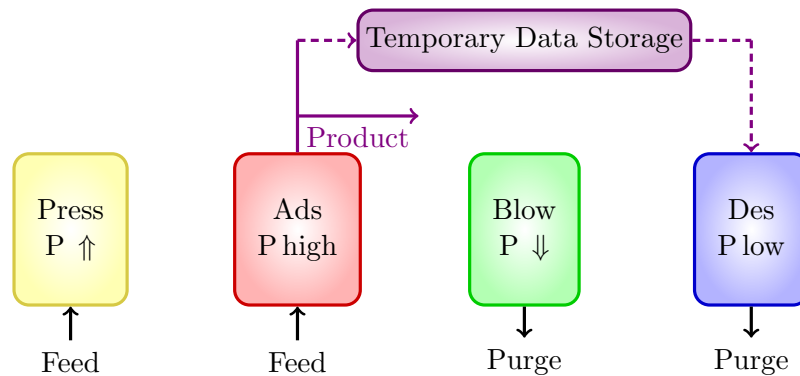 Temporary Data Storage
Product
Press
P ⇑
Ads
P high
Blow
P ⇓
Des
P low
Feed
Feed
Purge
Purge